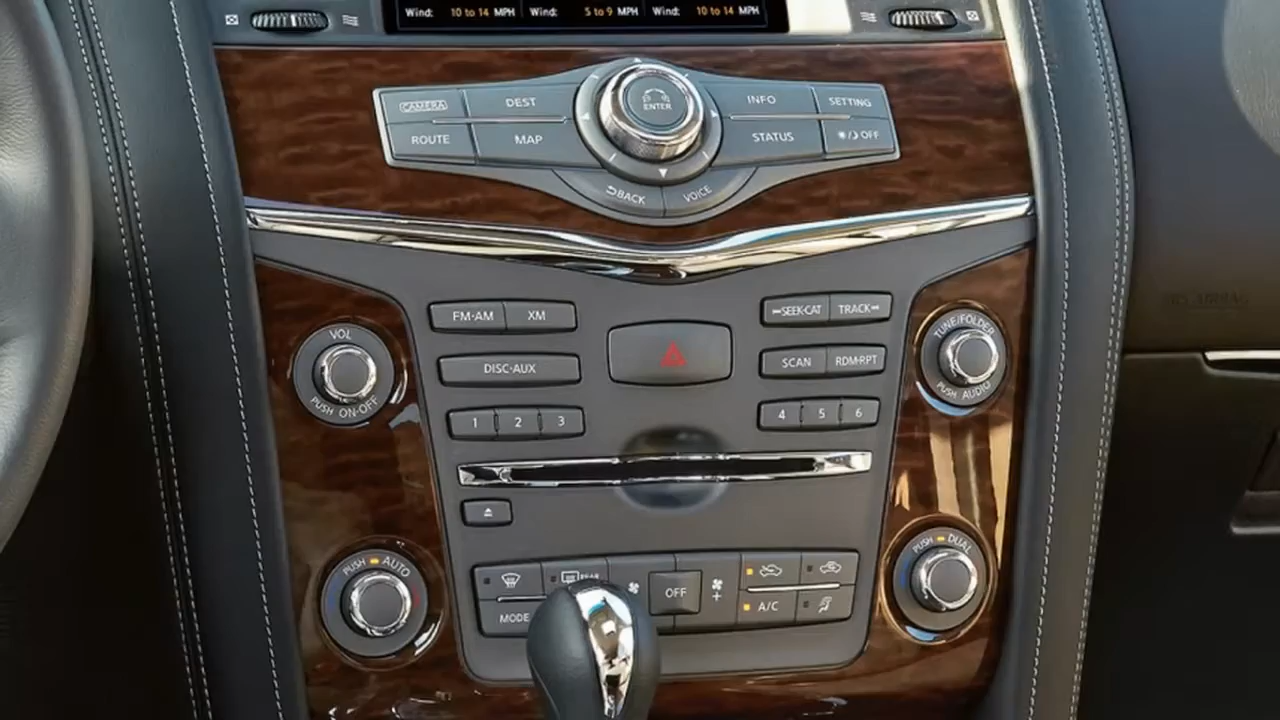 Wind: 10 to 14 MPH Wind: 5 to 9 MPH Wind: 10 to 14 MPH
CAMERA DEST ENTER INFO SETTING
ROUTE MAP STATUS OFF
BACK VOICE
FM·AM XM SEEK·CAT TRACK
VOL TUNE/FOLDER
DISC·AUX SCAN RDM·RPT
PUSH ON·OFF PUSH AUDIO
1 2 3 4 5 6
PUSH AUTO PUSH DUAL
REAR
OFF
MODE + A/C